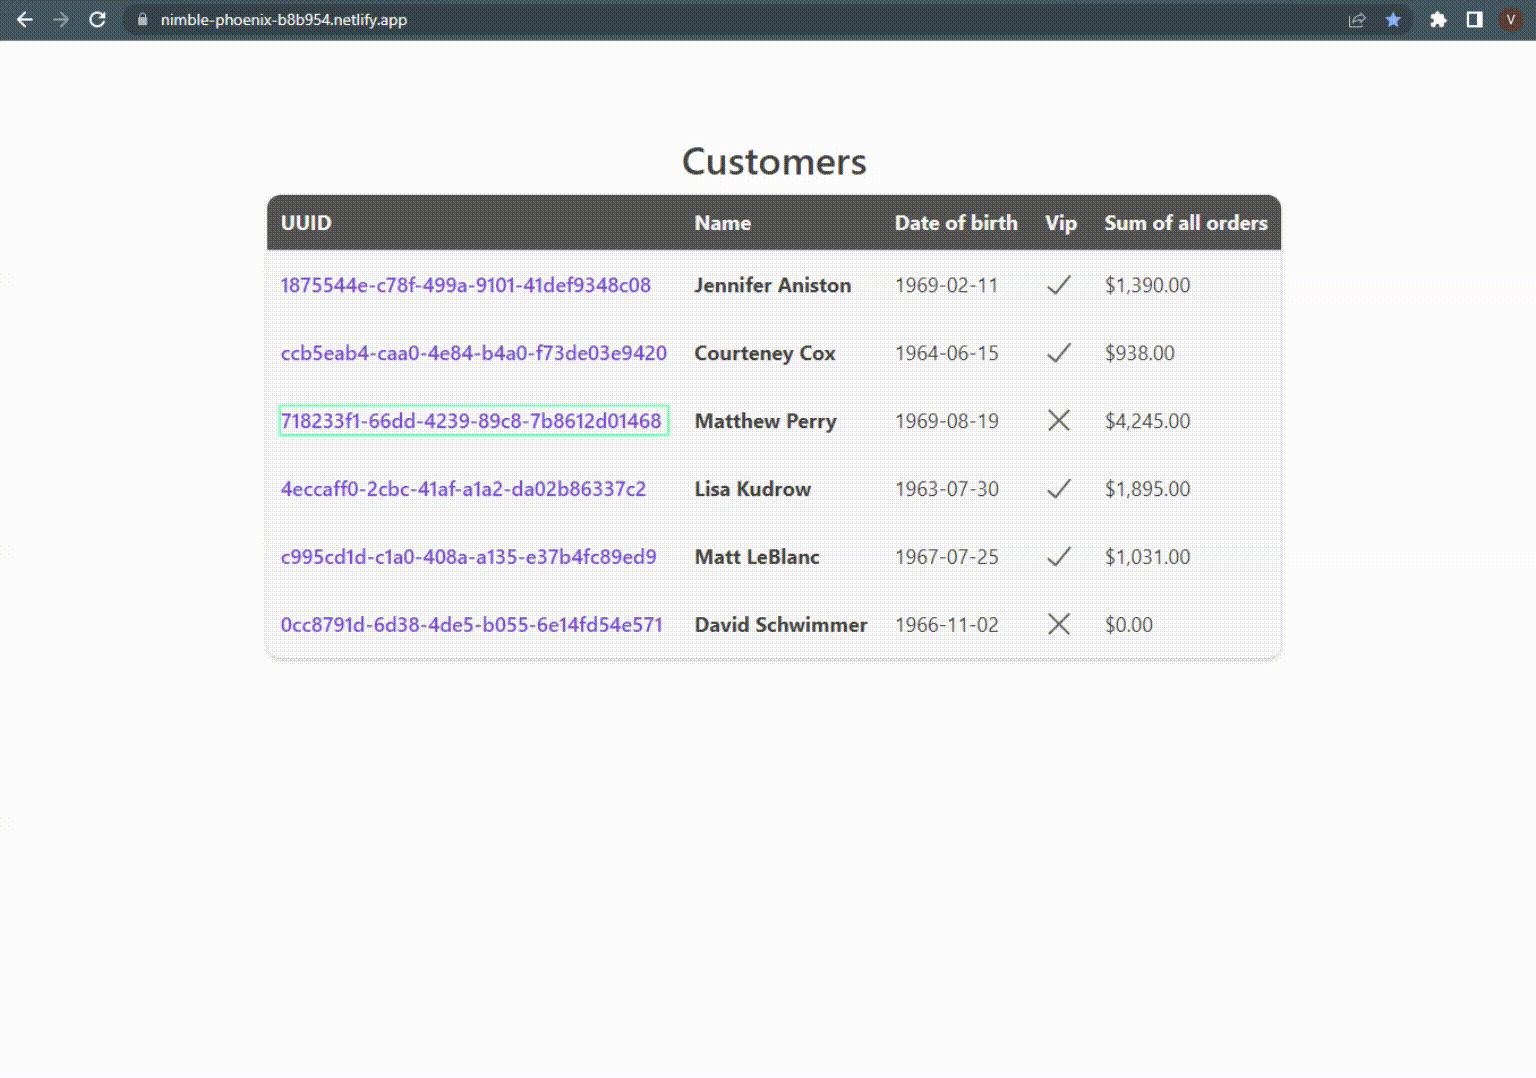 nimble-phoenix-b8b954.netlify.app
V
Customers
UUID Name Date of birth Vip Sum of all orders
1875544e-c78f-499a-9101-41def9348c08 Jennifer Aniston 1969-02-11 $1,390.00
ccb5eab4-caa0-4e84-b4a0-f73de03e9420 Courteney Cox 1964-06-15 $938.00
718233f1-66dd-4239-89c8-7b8612d01468 Matthew Perry 1969-08-19 $4,245.00
4eccaff0-2cbc-41af-a1a2-da02b86337c2 Lisa Kudrow 1963-07-30 $1,895.00
c995cd1d-c1a0-408a-a135-e37b4fc89ed9 Matt LeBlanc 1967-07-25 $1,031.00
0cc8791d-6d38-4de5-b055-6e14fd54e571 David Schwimmer 1966-11-02 $0.00